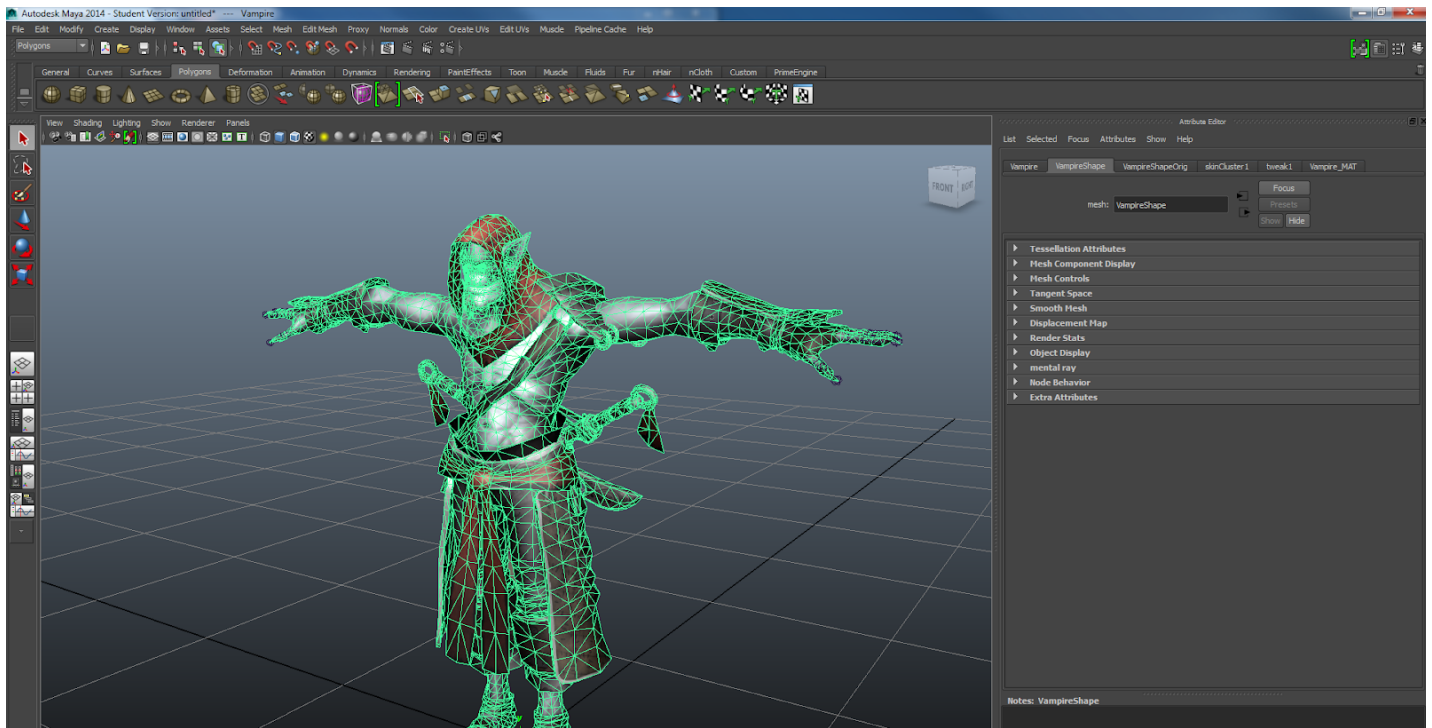 Autodesk Maya 2014 - Student Version: untitled* --- Vampire
File Edit Modify Create Display Window Assets Select Mesh Edit Mesh Proxy Normals Color Create UVs Edit UVs Muscle Pipeline Cache Help
Polygons
General Curves Surfaces Polygons Deformation Animation Dynamics Rendering PaintEffects Toon Muscle Fluids Fur nHair nCloth Custom PrimeEngine
View Shading Lighting Show Renderer Panels
Attribute Editor
List Selected Focus Attributes Show Help
Vampire VampireShape VampireShapeOrig skinCluster1 tweak1 Vampire_MAT
Focus
mesh: VampireShape
Presets
Show Hide
FRONT
Tessellation Attributes
Mesh Component Display
Mesh Controls
Tangent Space
Smooth Mesh
Displacement Map
Render Stats
Object Display
mental ray
Node Behavior
Extra Attributes
Notes: VampireShape